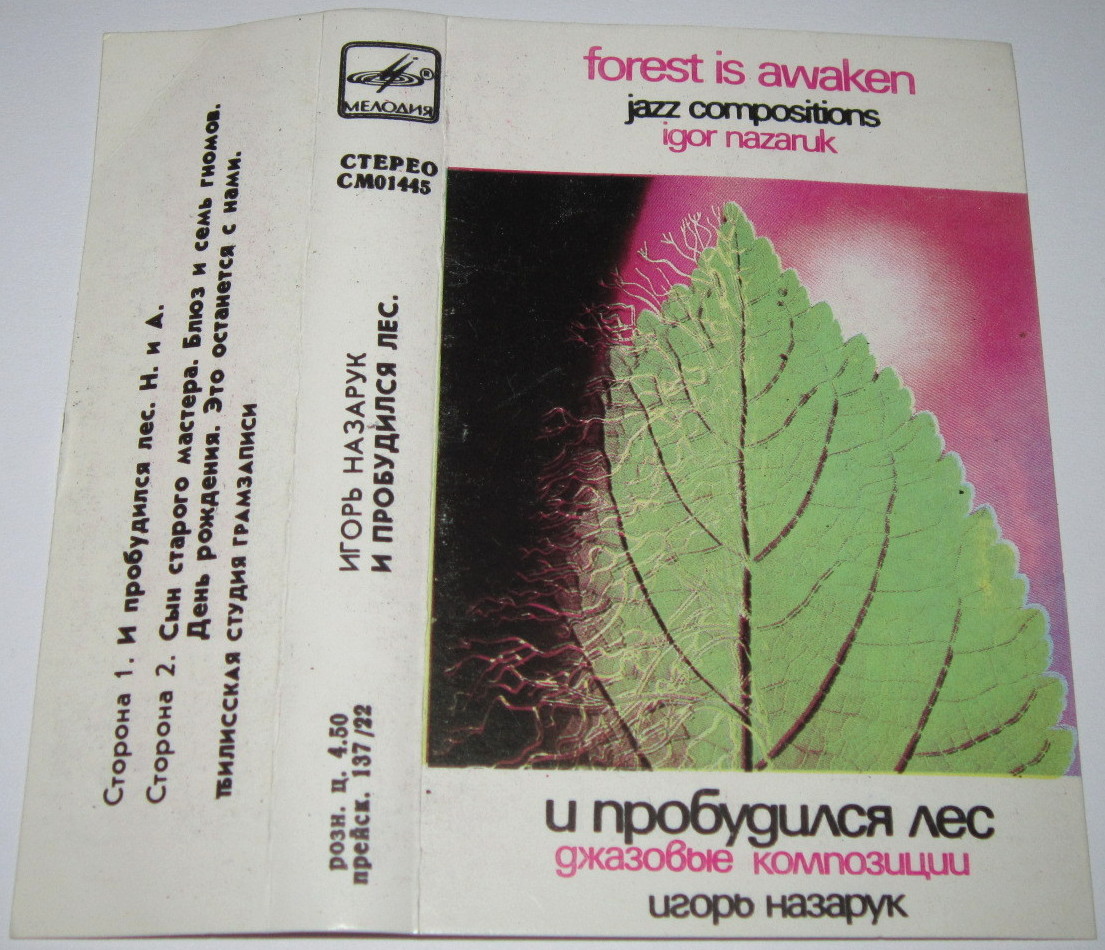 Сторона 1. И пробудился лес. Н. и А.
Сторона 2. Сын старого мастера. Блюз и семь гномов.
День рождения. Это останется с нами.
ТБИЛИССКАЯ СТУДИЯ ГРАМЗАПИСИ
МЕЛОДИЯ ®
СТЕРЕО
СМ01445
ИГОРЬ НАЗАРУК
И ПРОБУДИЛСЯ ЛЕС.
розн. ц. 4.50
прейск. 137/22
forest is awaken
jazz compositions
igor nazaruk
и пробудился лес
джазовые композиции
игорь назарук